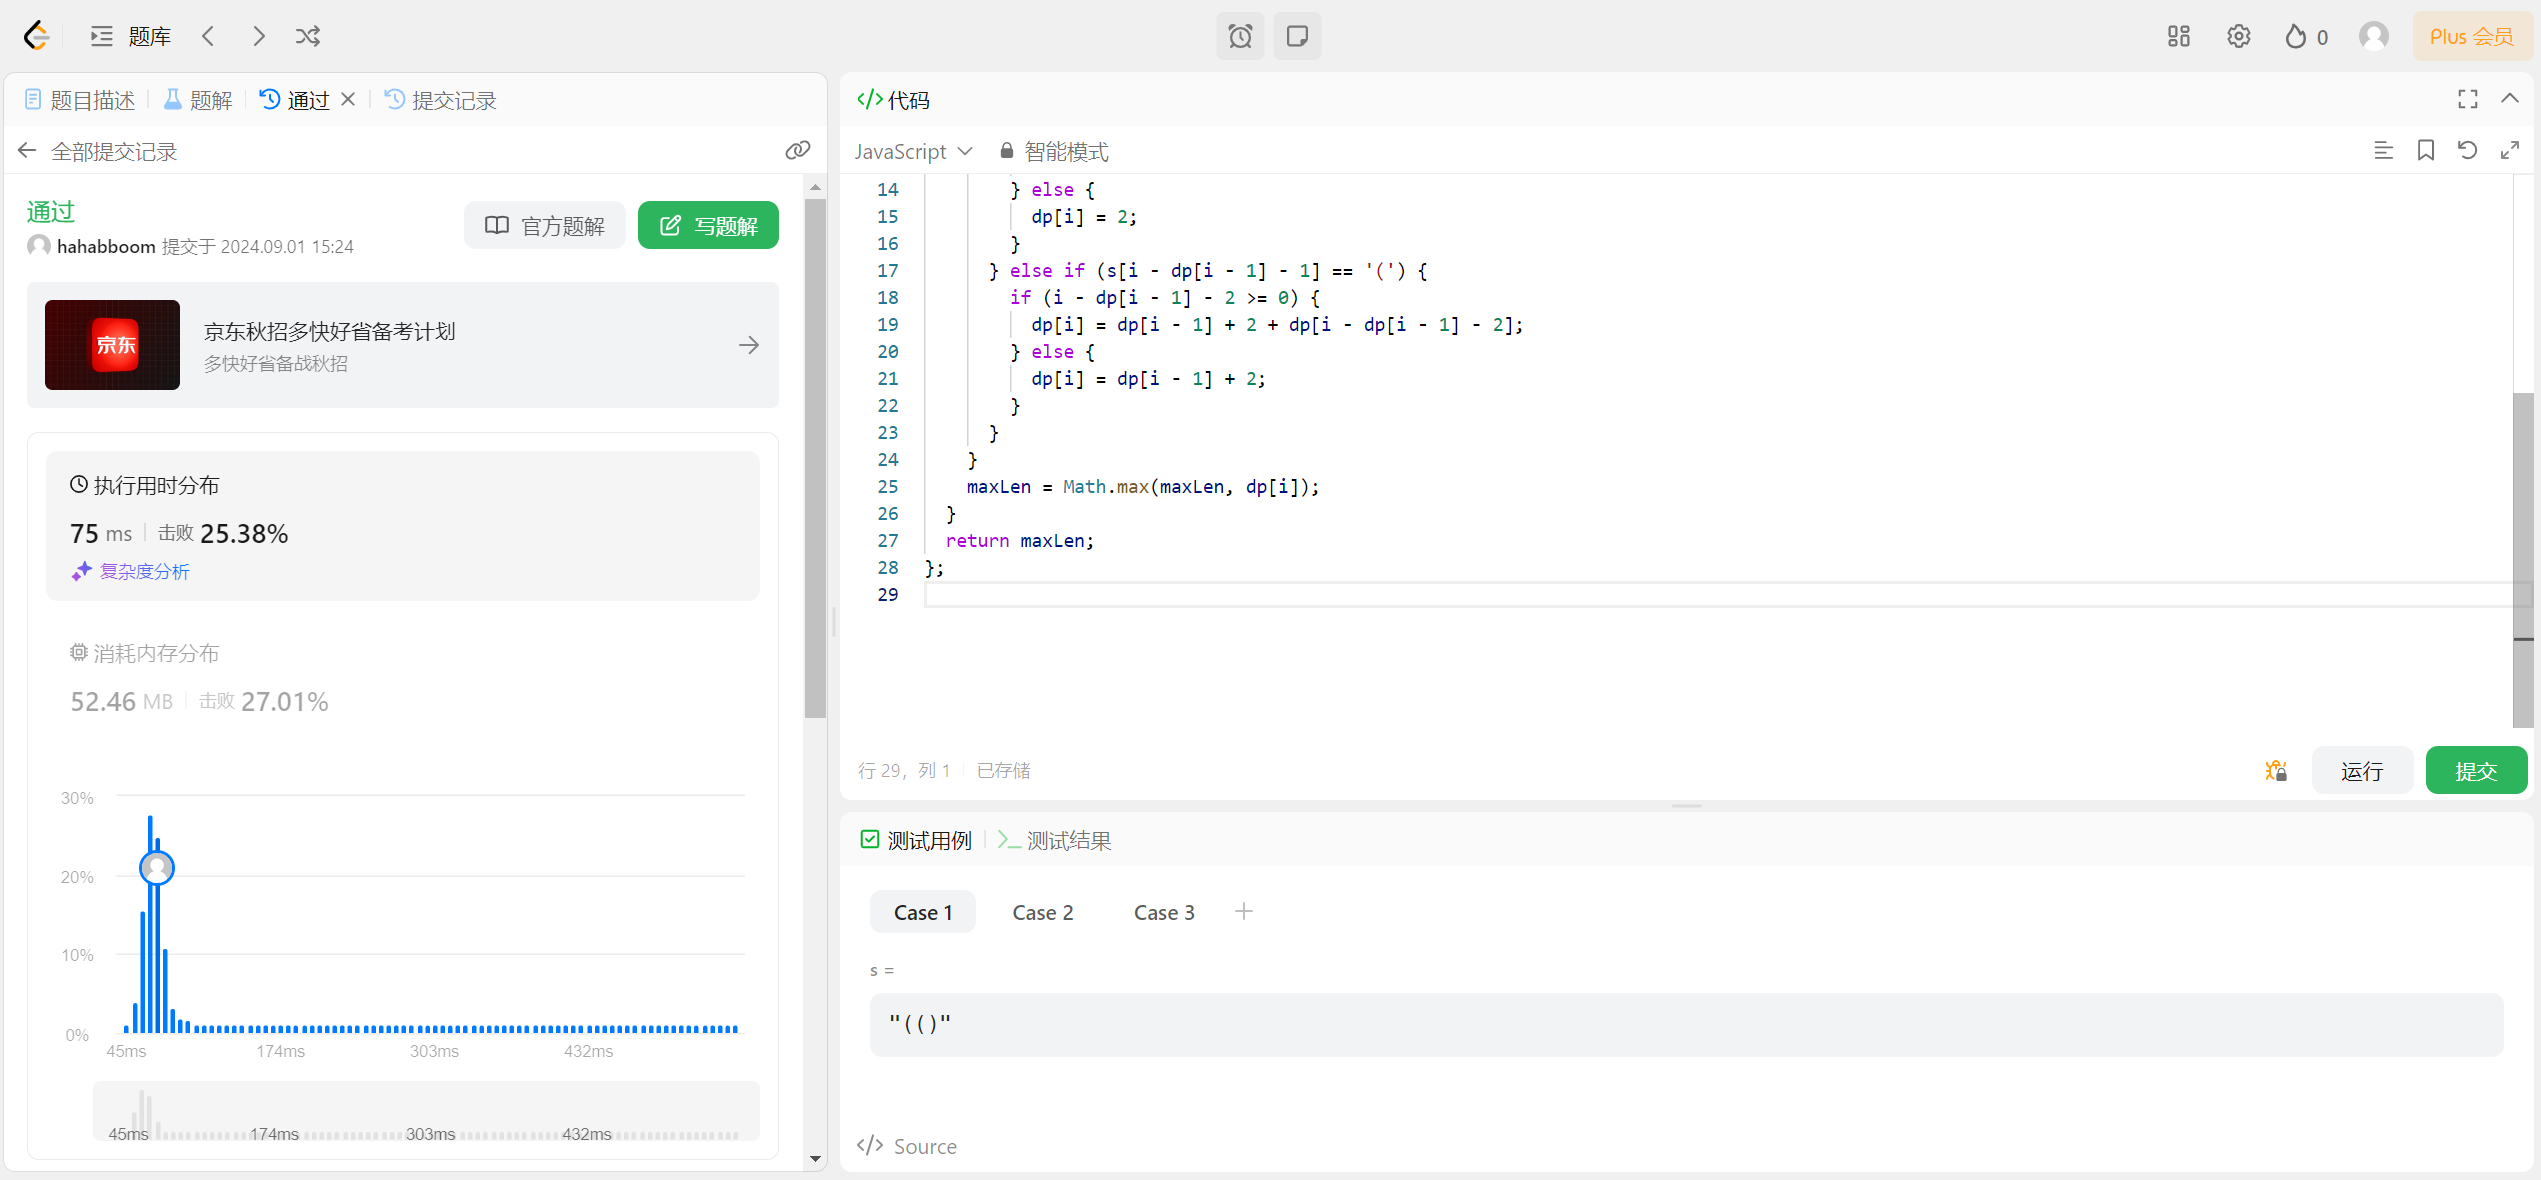 题库
0
Plus 会员
题目描述
题解
通过
提交记录
全部提交记录
通过
hahabboom 提交于 2024.09.01 15:24
官方题解
写题解
京东
京东秋招多快好省备考计划
多快好省备战秋招
执行用时分布
75 ms 击败 25.38%
复杂度分析
消耗内存分布
52.46 MB 击败 27.01%
30%
20%
10%
0%
45ms 174ms 303ms 432ms
45ms 174ms 303ms 432ms
</> 代码
JavaScript 智能模式
14 } else {
15 dp[i] = 2;
16 }
17 } else if (s[i - dp[i - 1] - 1] == '(') {
18 if (i - dp[i - 1] - 2 >= 0) {
19 dp[i] = dp[i - 1] + 2 + dp[i - dp[i - 1] - 2];
20 } else {
21 dp[i] = dp[i - 1] + 2;
22 }
23 }
24 }
25 maxLen = Math.max(maxLen, dp[i]);
26 }
27 return maxLen;
28 };
29
行 29, 列 1 已存储
运行
提交
测试用例
测试结果
Case 1 Case 2 Case 3 +
s =
"(()"
</> Source